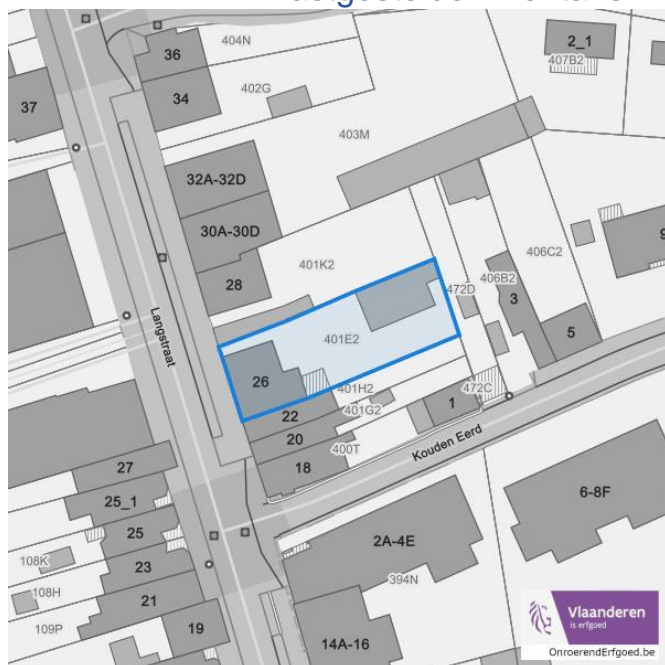 36
404N
2_1
407B2
34
402G
37
403M
32A-32D
30A-30D
401K2
406C2
9
28
472D
406B2
3
Langstraat
401E2
5
26
401H2
472C
22
401G2
1
20
400T
Kouden Eerd
18
27
6-8F
25_1
25
2A-4E
108K
23
394N
108H
21
109P
19
14A-16
Vlaanderen
is erfgoed
OnroerendErfgoed.be